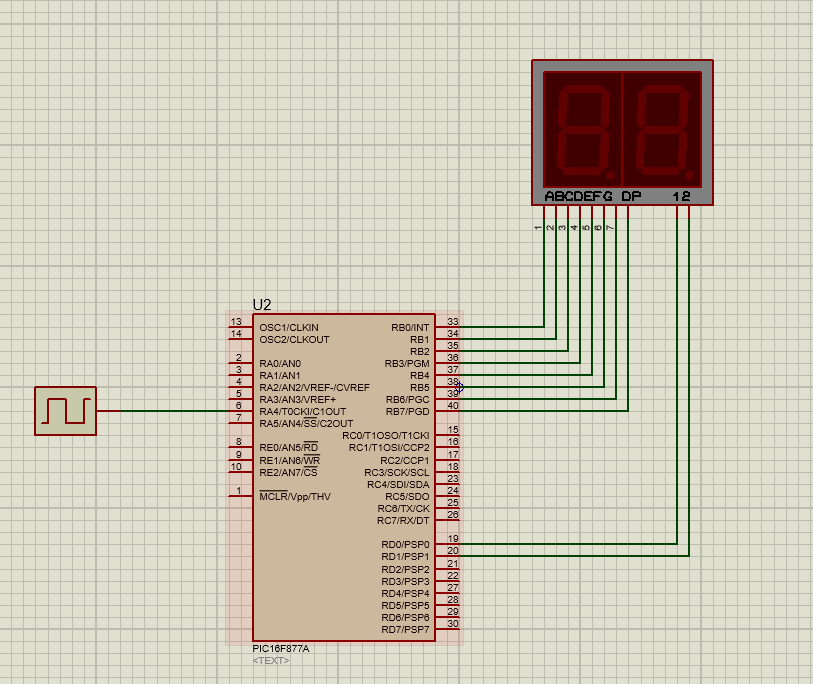 ABCDEFG DP 12
1 2 3 4 5 6 7
U2
13 OSC1/CLKIN RB0/INT 33
14 OSC2/CLKOUT RB1 34
RB2 35
2 RA0/AN0 RB3/PGM 36
3 RA1/AN1 RB4 37
4 RA2/AN2/VREF-/CVREF RB5 38
5 RA3/AN3/VREF+ RB6/PGC 39
6 RA4/T0CKI/C1OUT RB7/PGD 40
7 RA5/AN4/SS/C2OUT
RC0/T1OSO/T1CKI 15
8 RE0/AN5/RD RC1/T1OSI/CCP2 16
9 RE1/AN6/WR RC2/CCP1 17
10 RE2/AN7/CS RC3/SCK/SCL 18
RC4/SDI/SDA 23
1 MCLR/Vpp/THV RC5/SDO 24
RC6/TX/CK 25
RC7/RX/DT 26
RD0/PSP0 19
RD1/PSP1 20
RD2/PSP2 21
RD3/PSP3 22
RD4/PSP4 27
RD5/PSP5 28
RD6/PSP6 29
RD7/PSP7 30
PIC16F877A
<TEXT>